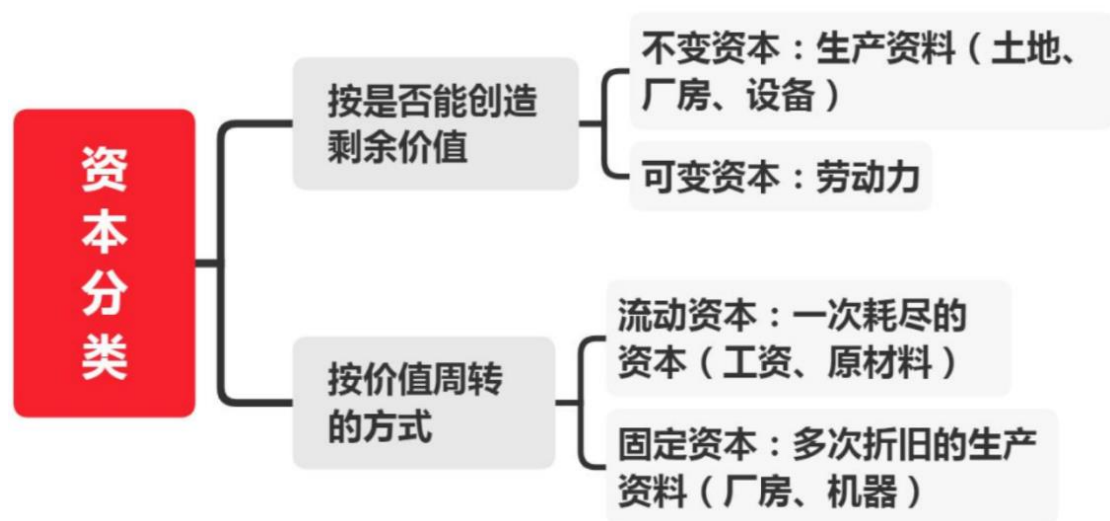 资本分类
按是否能创造
剩余价值
不变资本：生产资料（土地、
厂房、设备）
可变资本：劳动力
按价值周转
的方式
流动资本：一次耗尽的
资本（工资、原材料）
固定资本：多次折旧的生产
资料（厂房、机器）